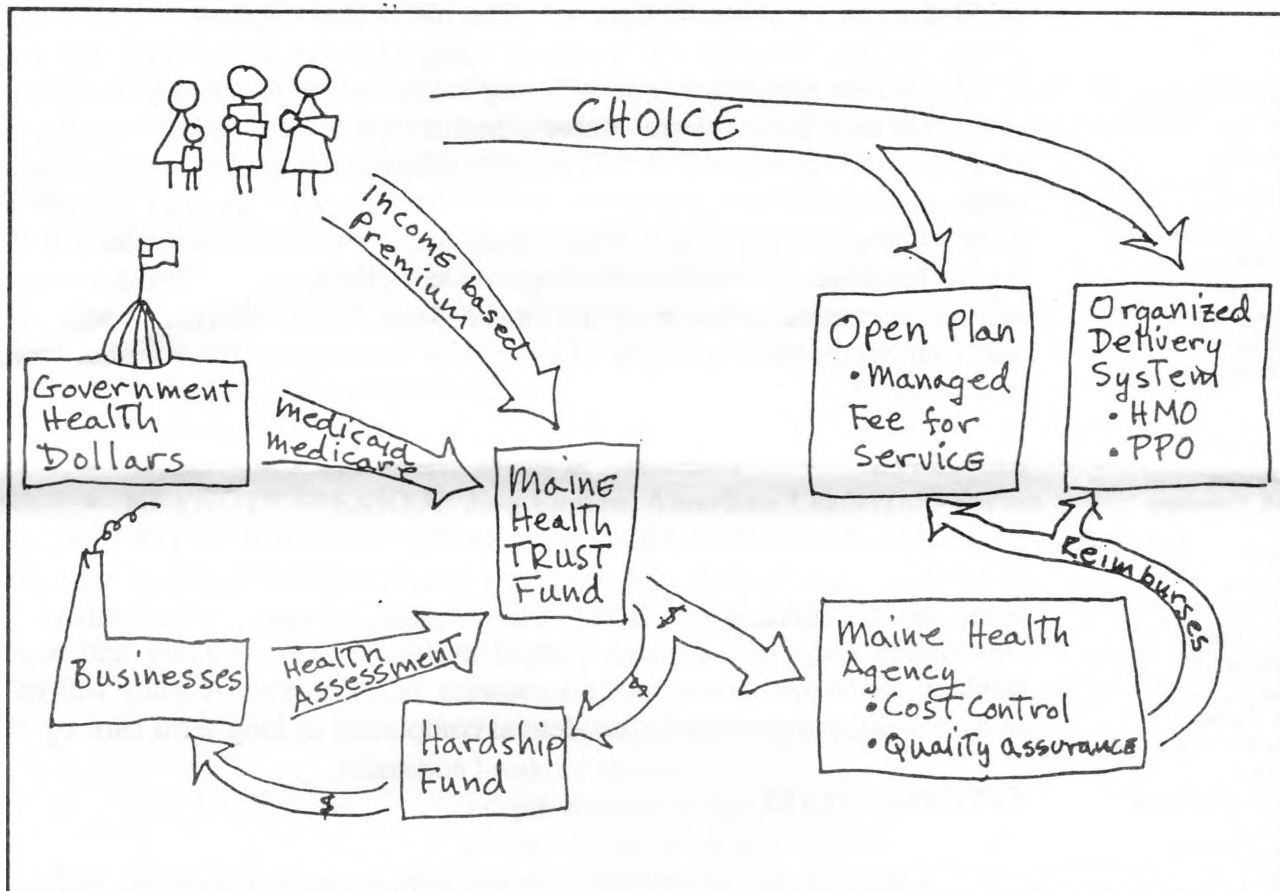 CHOICE
Income based
Premiums
Government
Health
Dollars
medicaid
medicare
Maine
Health
TRUST
Fund
Open Plan
• Managed
Fee for
Service
Organized
Delivery
System
• HMO
• PPO
Reimburses
Businesses
Health
Assessment
$
$
Hardship
Fund
$
Maine Health
Agency
• Cost Control
• Quality assurance